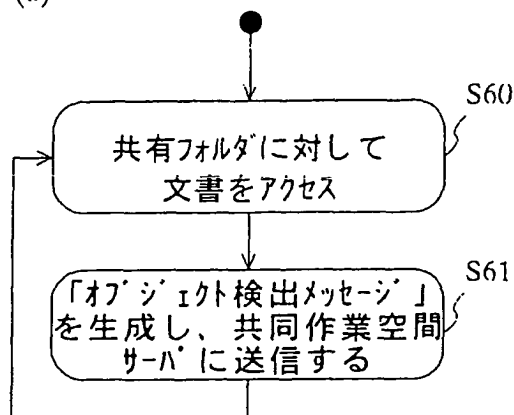 S60
共有フォルダに対して
文書をアクセス
S61
「オブジェクト検出メッセージ」
を生成し、共同作業空間
サーバに送信する